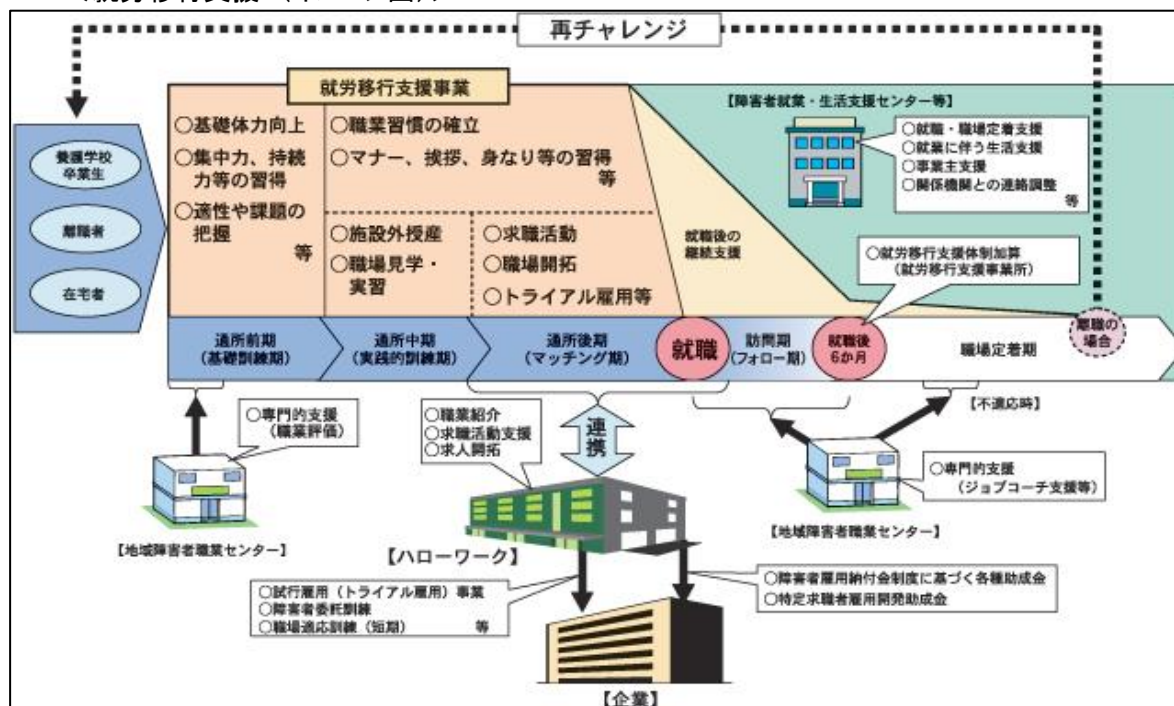 再チャレンジ
就労移行支援事業
養護学校
卒業生
離職者
在宅者
○基礎体力向上
○集中力、持続
力等の習得
○適性や課題の
把握
等
○職業習慣の確立
○マナー、挨拶、身なり等の習得
等
○施設外授産
○職場見学・
実習
○求職活動
○職場開拓
○トライアル雇用等
就職後の
継続支援
【障害者就業・生活支援センター等】
○就職・職場定着支援
○就業に伴う生活支援
○事業主支援
○関係機関との連絡調整
等
○就労移行支援体制加算
（就労移行支援事業所）
通所前期
（基礎訓練期）
通所中期
（実践的訓練期）
通所後期
（マッチング期）
就職
訪問期
（フォロー期）
就職後
6か月
職場定着期
離職の
場合
○専門的支援
（職業評価）
【地域障害者職業センター】
○職業紹介
○求職活動支援
○求人開拓
連携
【ハローワーク】
【不適応時】
○専門的支援
（ジョブコーチ支援等）
【地域障害者職業センター】
○試行雇用（トライアル雇用）事業
○障害者委託訓練
○職場適応訓練（短期） 等
○障害者雇用納付金制度に基づく各種助成金
○特定求職者雇用開発助成金
【企業】